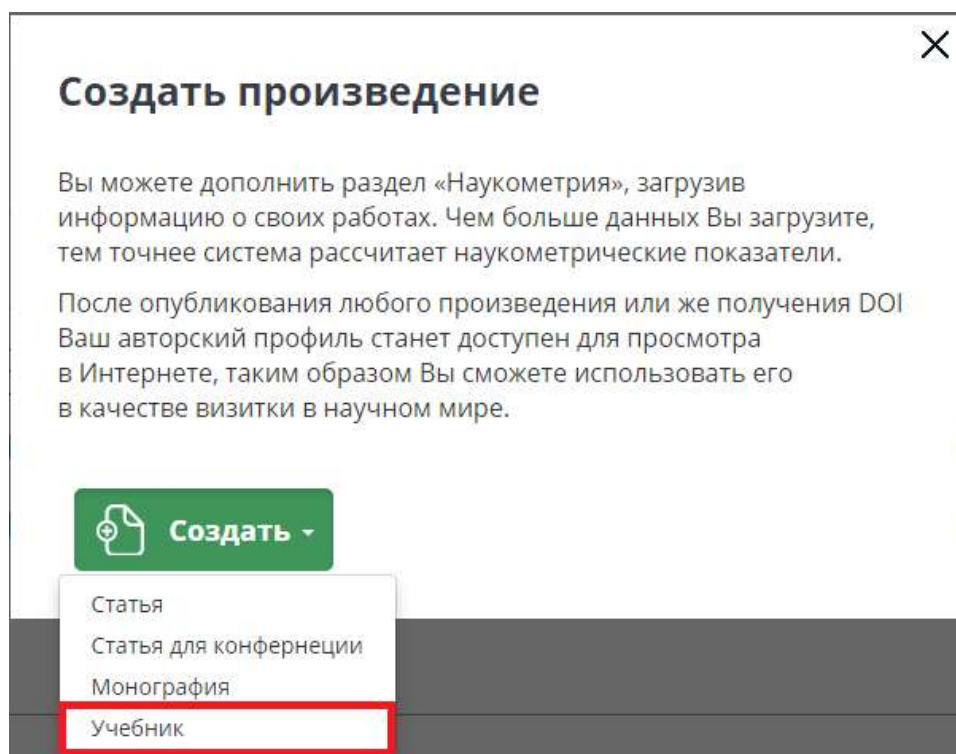 Создать произведение
Вы можете дополнить раздел «Наукометрия», загрузив
информацию о своих работах. Чем больше данных Вы загрузите,
тем точнее система рассчитает наукометрические показатели.
После опубликования любого произведения или же получения DOI
Ваш авторский профиль станет доступен для просмотра
в Интернете, таким образом Вы сможете использовать его
в качестве визитки в научном мире.
Создать
Статья
Статья для конфернеции
Монография
Учебник